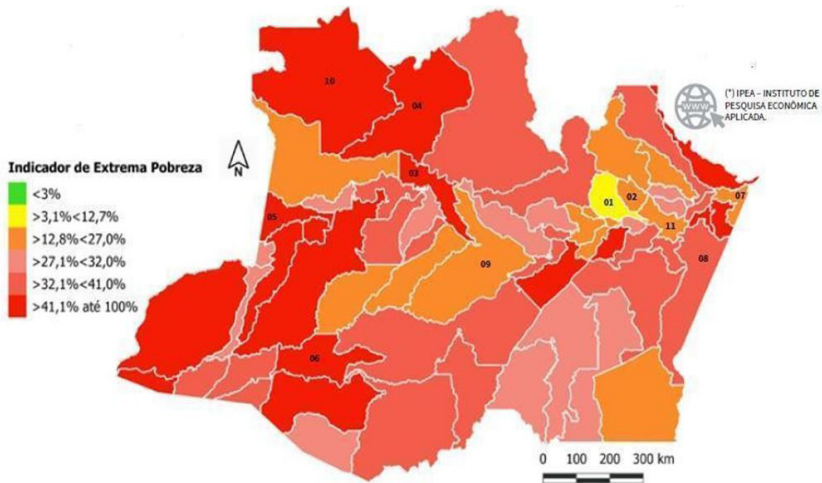 10
04
(*) IPEA – INSTITUTO DE
PESQUISA ECONÔMICA
APLICADA.
WWW
N
Indicador de Extrema Pobreza
<3%
>3,1%<12,7%
>12,8%<27,0%
>27,1%<32,0%
>32,1%<41,0%
>41,1% até 100%
03
01
02
07
05
11
09
08
06
0 100 200 300 km